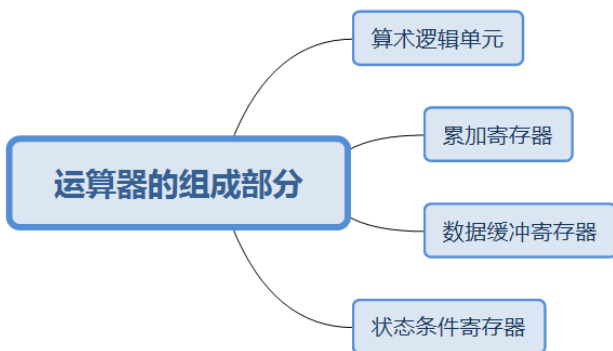 算术逻辑单元
累加寄存器
运算器的组成部分
数据缓冲寄存器
状态条件寄存器